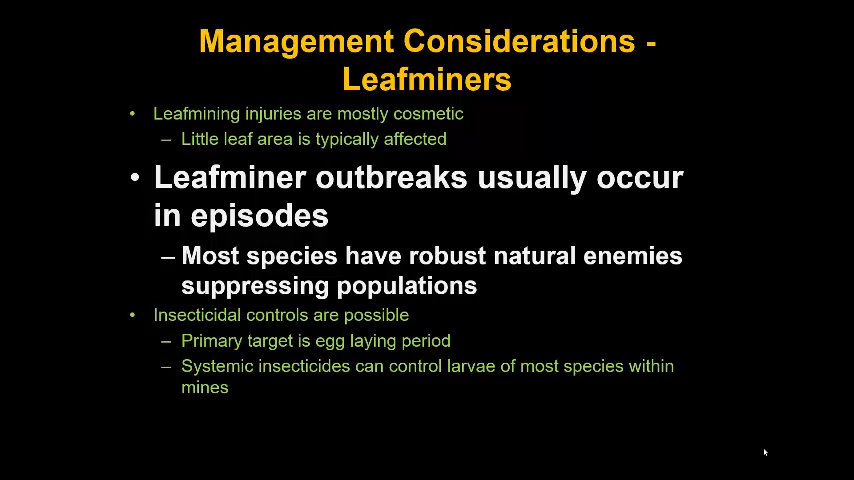 Management Considerations -
Leafminers
• Leafmining injuries are mostly cosmetic
– Little leaf area is typically affected
• Leafminer outbreaks usually occur
in episodes
– Most species have robust natural enemies
suppressing populations
• Insecticidal controls are possible
– Primary target is egg laying period
– Systemic insecticides can control larvae of most species within
mines